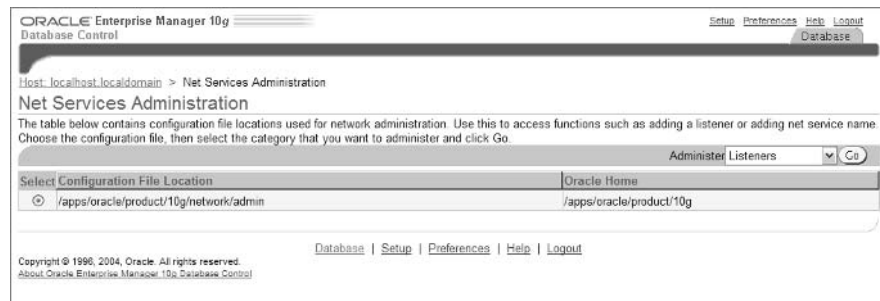 ORACLE Enterprise Manager 10g
Database Control
Setup Preferences Help Logout
Database
Host: localhost.localdomain > Net Services Administration
Net Services Administration
The table below contains configuration file locations used for network administration. Use this to access functions such as adding a listener or adding net service name
Choose the configuration file, then select the category that you want to administer and click Go.
Administer Listeners Go
Select Configuration File Location Oracle Home
/apps/oracle/product/10g/network/admin /apps/oracle/product/10g
Database | Setup | Preferences | Help | Logout
Copyright © 1996, 2004, Oracle. All rights reserved.
About Oracle Enterprise Manager 10g Database Control